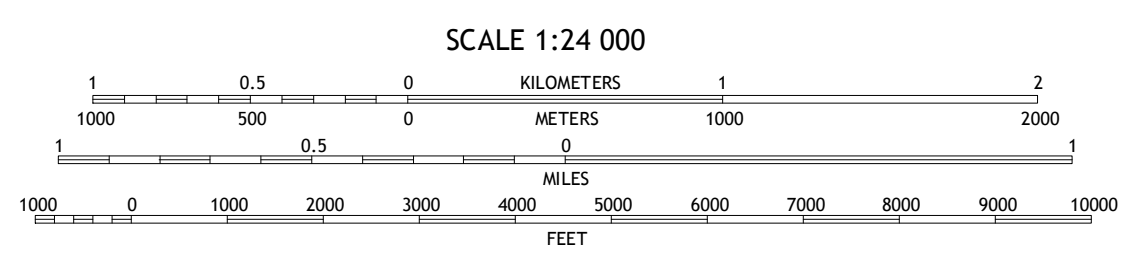 SCALE 1:24 000
1 0.5 0 KILOMETERS 1 2
1000 500 0 METERS 1000 2000
1 0.5 0 1
MILES
1000 0 1000 2000 3000 4000 5000 6000 7000 8000 9000 10000
FEET